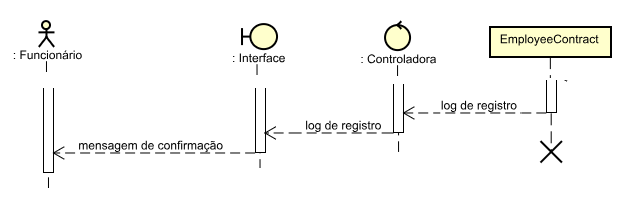 : Funcionário
: Interface
: Controladora
EmployeeContract
log de registro
log de registro
mensagem de confirmação